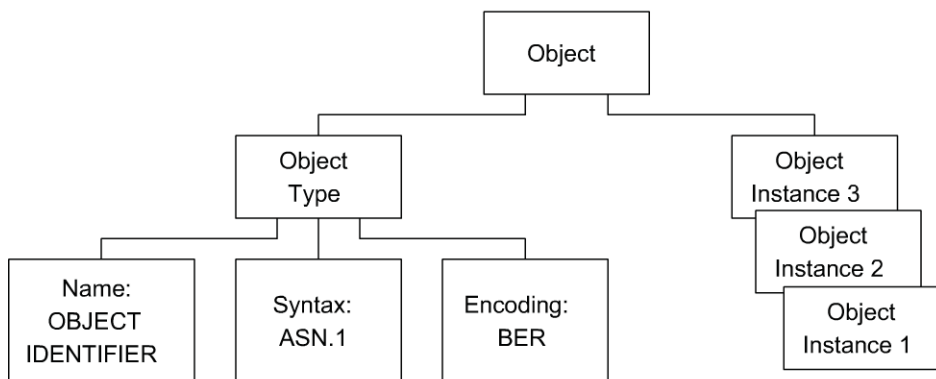 Object
Object
Type
Object
Instance 3
Object
Instance 2
Object
Instance 1
Name:
OBJECT
IDENTIFIER
Syntax:
ASN.1
Encoding:
BER